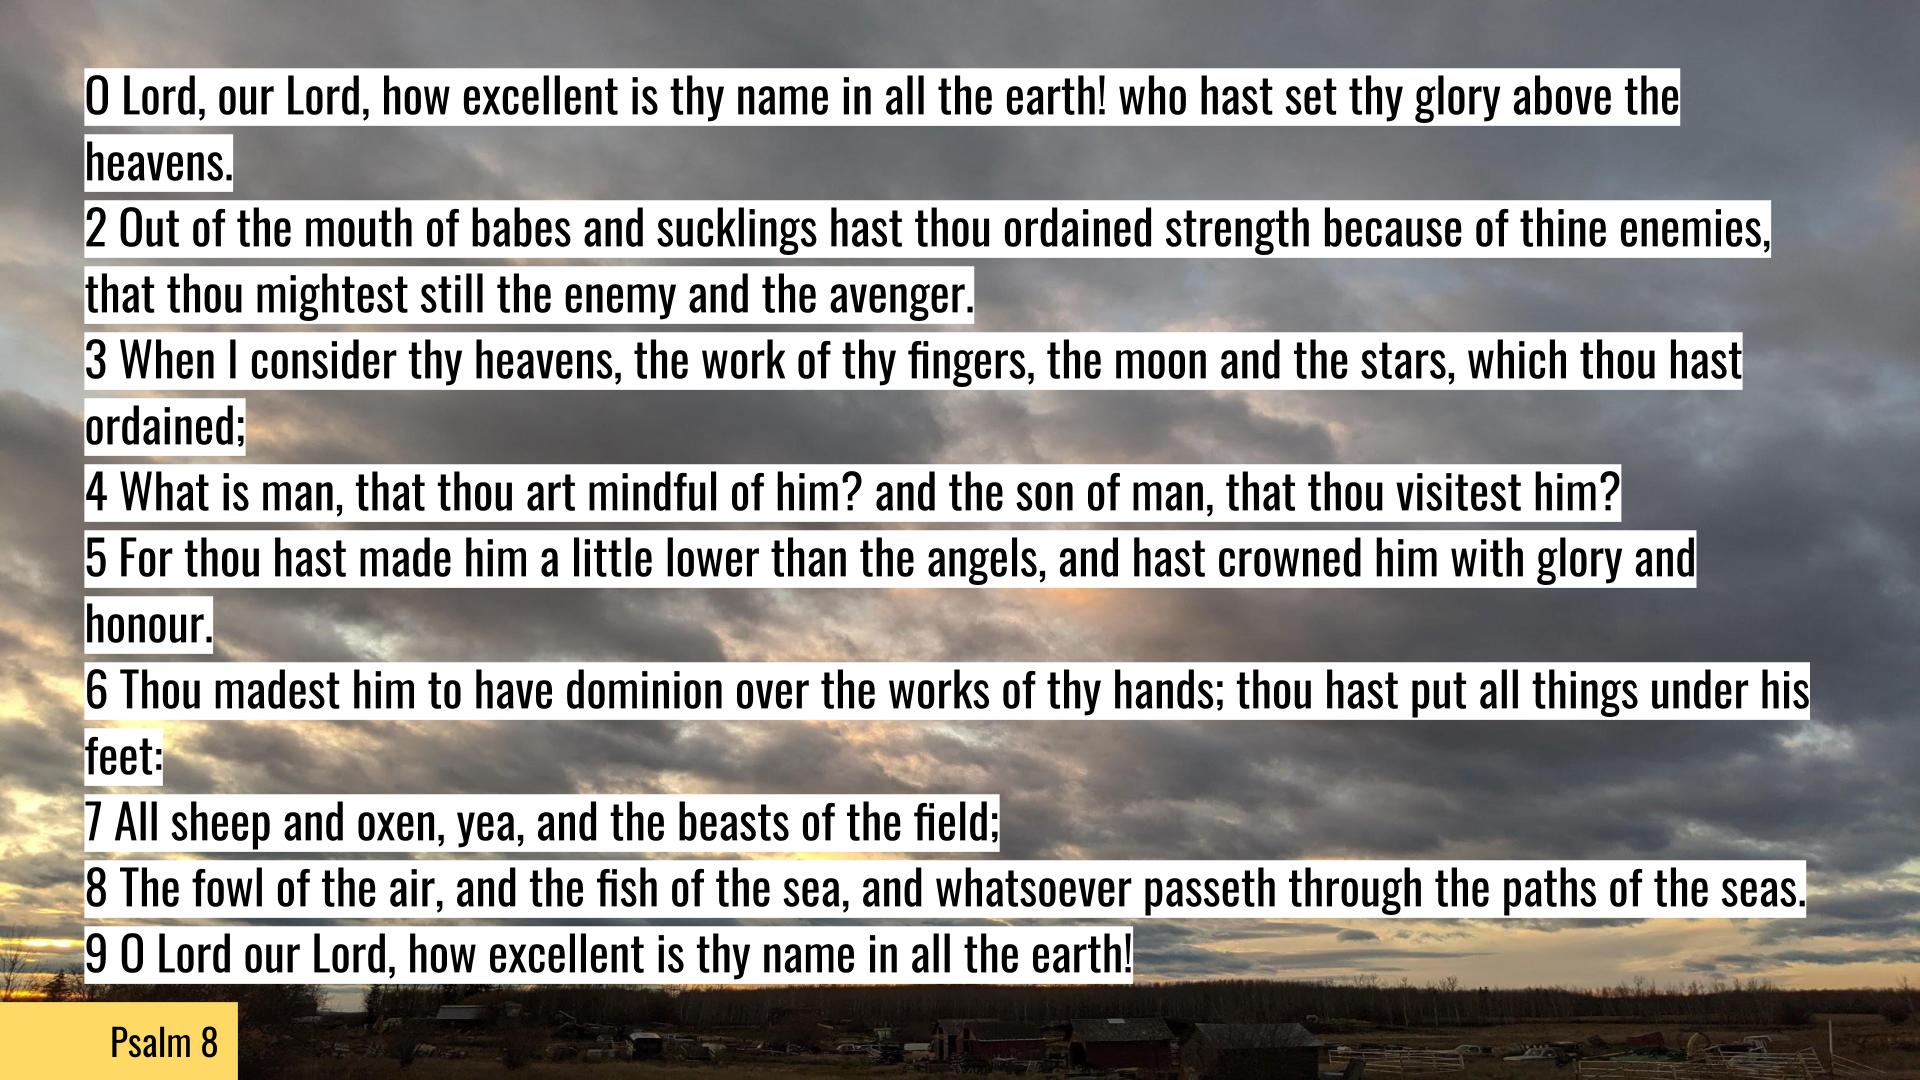 O Lord, our Lord, how excellent is thy name in all the earth! who hast set thy glory above the
heavens.
2 Out of the mouth of babes and sucklings hast thou ordained strength because of thine enemies,
that thou mightest still the enemy and the avenger.
3 When I consider thy heavens, the work of thy fingers, the moon and the stars, which thou hast
ordained;
4 What is man, that thou art mindful of him? and the son of man, that thou visitest him?
5 For thou hast made him a little lower than the angels, and hast crowned him with glory and
honour.
6 Thou madest him to have dominion over the works of thy hands; thou hast put all things under his
feet:
7 All sheep and oxen, yea, and the beasts of the field;
8 The fowl of the air, and the fish of the sea, and whatsoever passeth through the paths of the seas.
9 O Lord our Lord, how excellent is thy name in all the earth!
Psalm 8